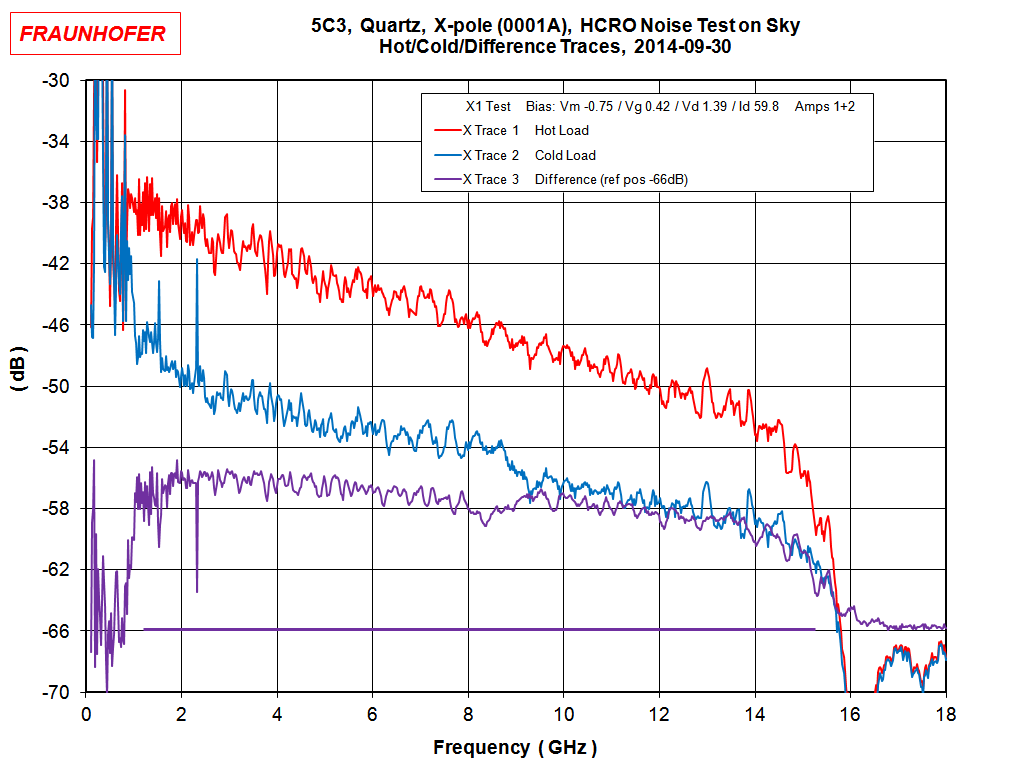 FRAUNHOFER
5C3, Quartz, X-pole (0001A), HCRO Noise Test on Sky
Hot/Cold/Difference Traces, 2014-09-30
X1 Test Bias: Vm -0.75 / Vg 0.42 / Vd 1.39 / Id 59.8 Amps 1+2
X Trace 1 Hot Load
X Trace 2 Cold Load
X Trace 3 Difference (ref pos -66dB)
-30
-34
-38
-42
-46
-50
-54
-58
-62
-66
-70
( dB )
0 2 4 6 8 10 12 14 16 18
Frequency ( GHz )